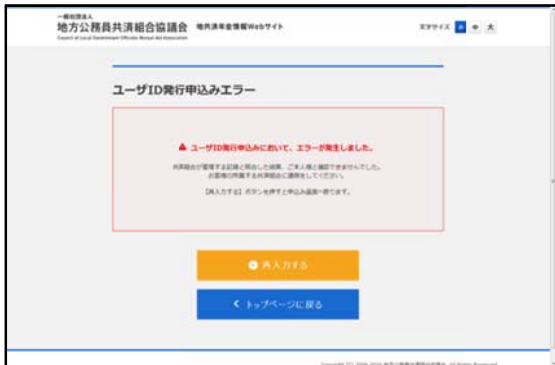 一般社団法人
地方公務員共済組合協議会 地共済年金情報Webサイト
文字サイズ 小 中 大
ユーザID発行申込みエラー
ユーザID発行申込みにおいて、エラーが発生しました。
共済組合が管理する記録と照合した結果、ご本人様と確認できませんでした。
お客様の所属する共済組合に連絡をしてください。
【再入力する】ボタンを押すと申込み画面へ戻ります。
再入力する
トップページに戻る